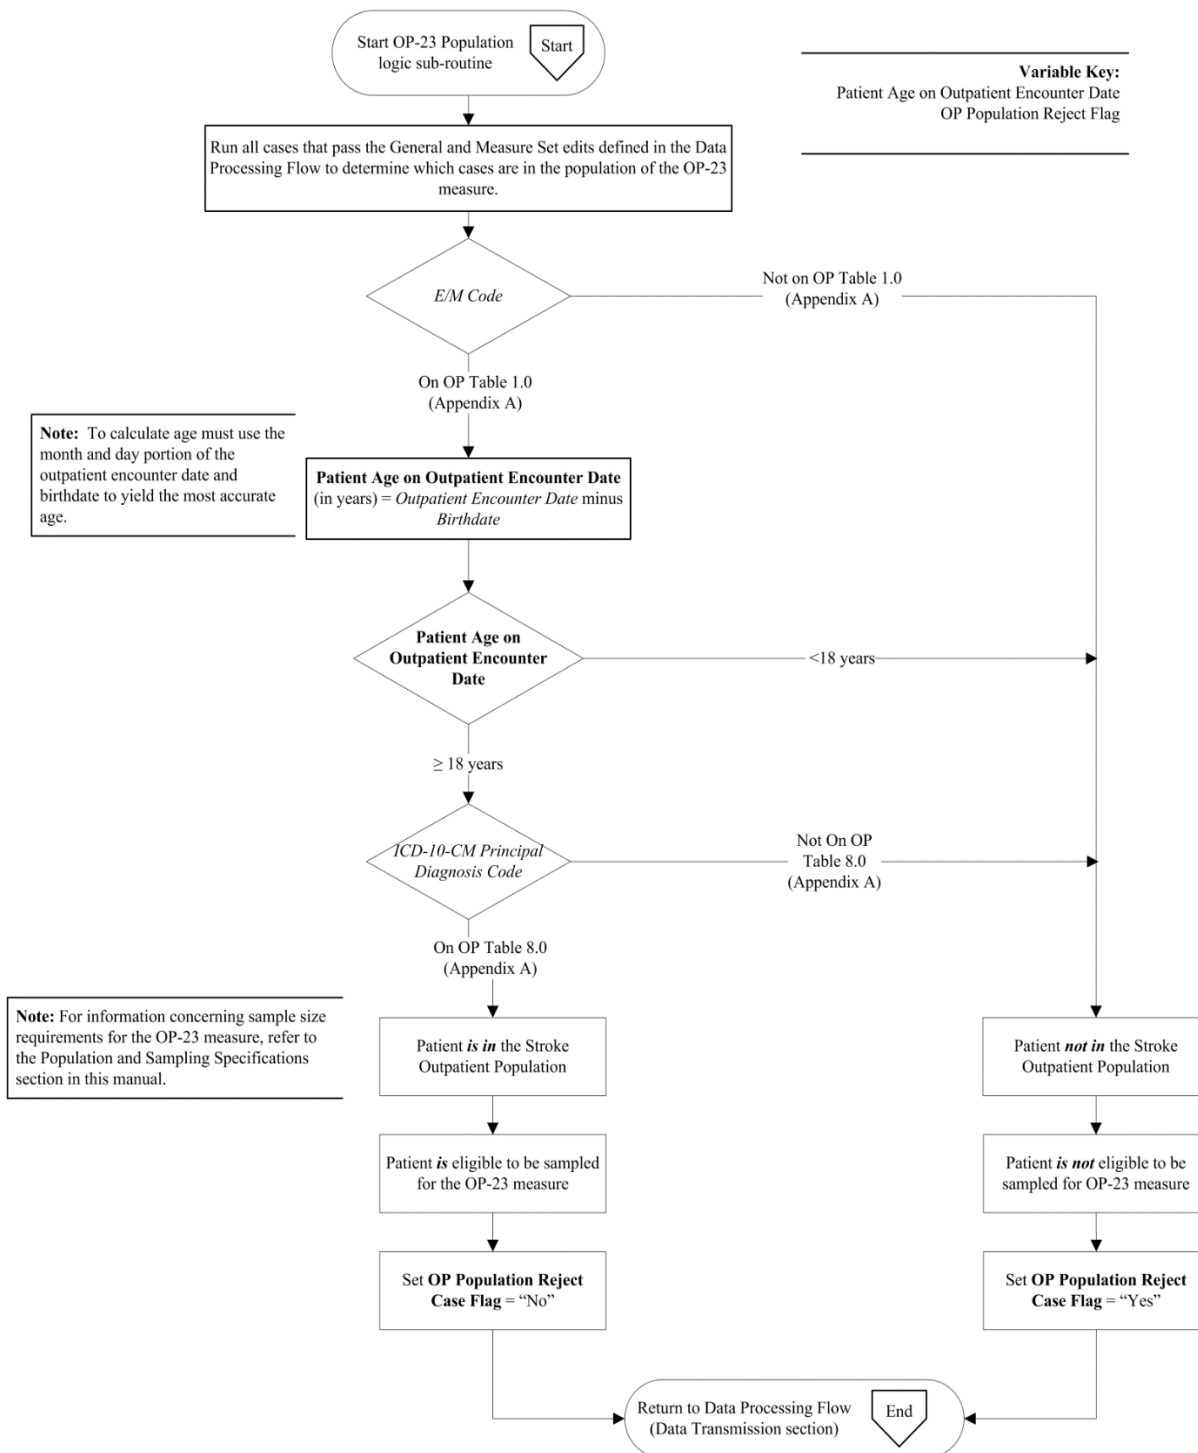 Start OP-23 Population
logic sub-routine
Start
Variable Key:
Patient Age on Outpatient Encounter Date
OP Population Reject Flag
Run all cases that pass the General and Measure Set edits defined in the Data
Processing Flow to determine which cases are in the population of the OP-23
measure.
E/M Code
Not on OP Table 1.0
(Appendix A)
On OP Table 1.0
(Appendix A)
Note: To calculate age must use the
month and day portion of the
outpatient encounter date and
birthdate to yield the most accurate
age.
Patient Age on Outpatient Encounter Date
(in years) = Outpatient Encounter Date minus
Birthdate
Patient Age on
Outpatient Encounter
Date
<18 years
≥ 18 years
ICD-10-CM Principal
Diagnosis Code
Not On OP
Table 8.0
(Appendix A)
On OP Table 8.0
(Appendix A)
Note: For information concerning sample size
requirements for the OP-23 measure, refer to
the Population and Sampling Specifications
section in this manual.
Patient is in the Stroke
Outpatient Population
Patient not in the Stroke
Outpatient Population
Patient is eligible to be sampled
for the OP-23 measure
Patient is not eligible to be
sampled for OP-23 measure
Set OP Population Reject
Case Flag = “No”
Set OP Population Reject
Case Flag = “Yes”
Return to Data Processing Flow
(Data Transmission section)
End